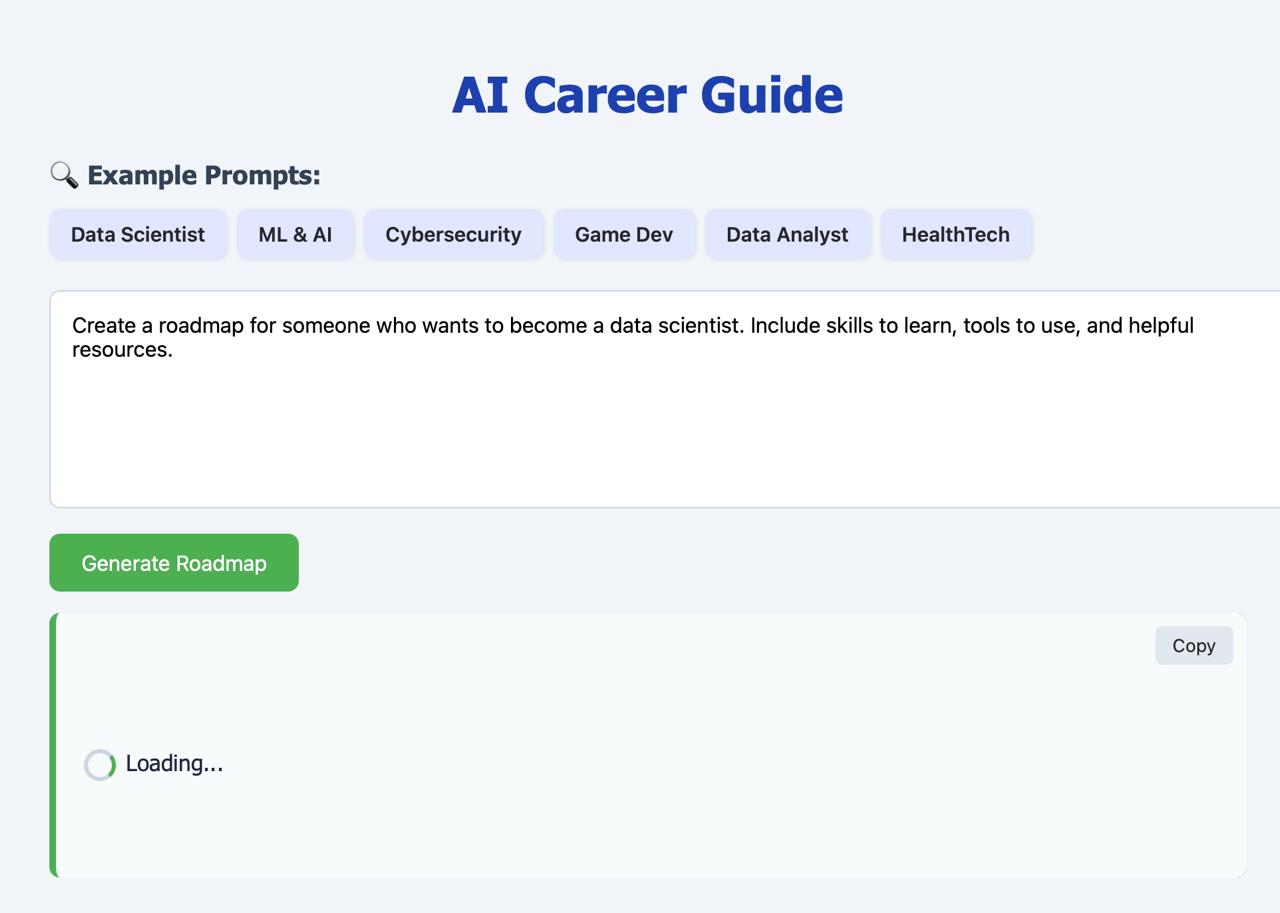 AI Career Guide
🔍 Example Prompts:
Data Scientist
ML & AI
Cybersecurity
Game Dev
Data Analyst
HealthTech
Create a roadmap for someone who wants to become a data scientist. Include skills to learn, tools to use, and helpful
resources.
Generate Roadmap
Copy
Loading...